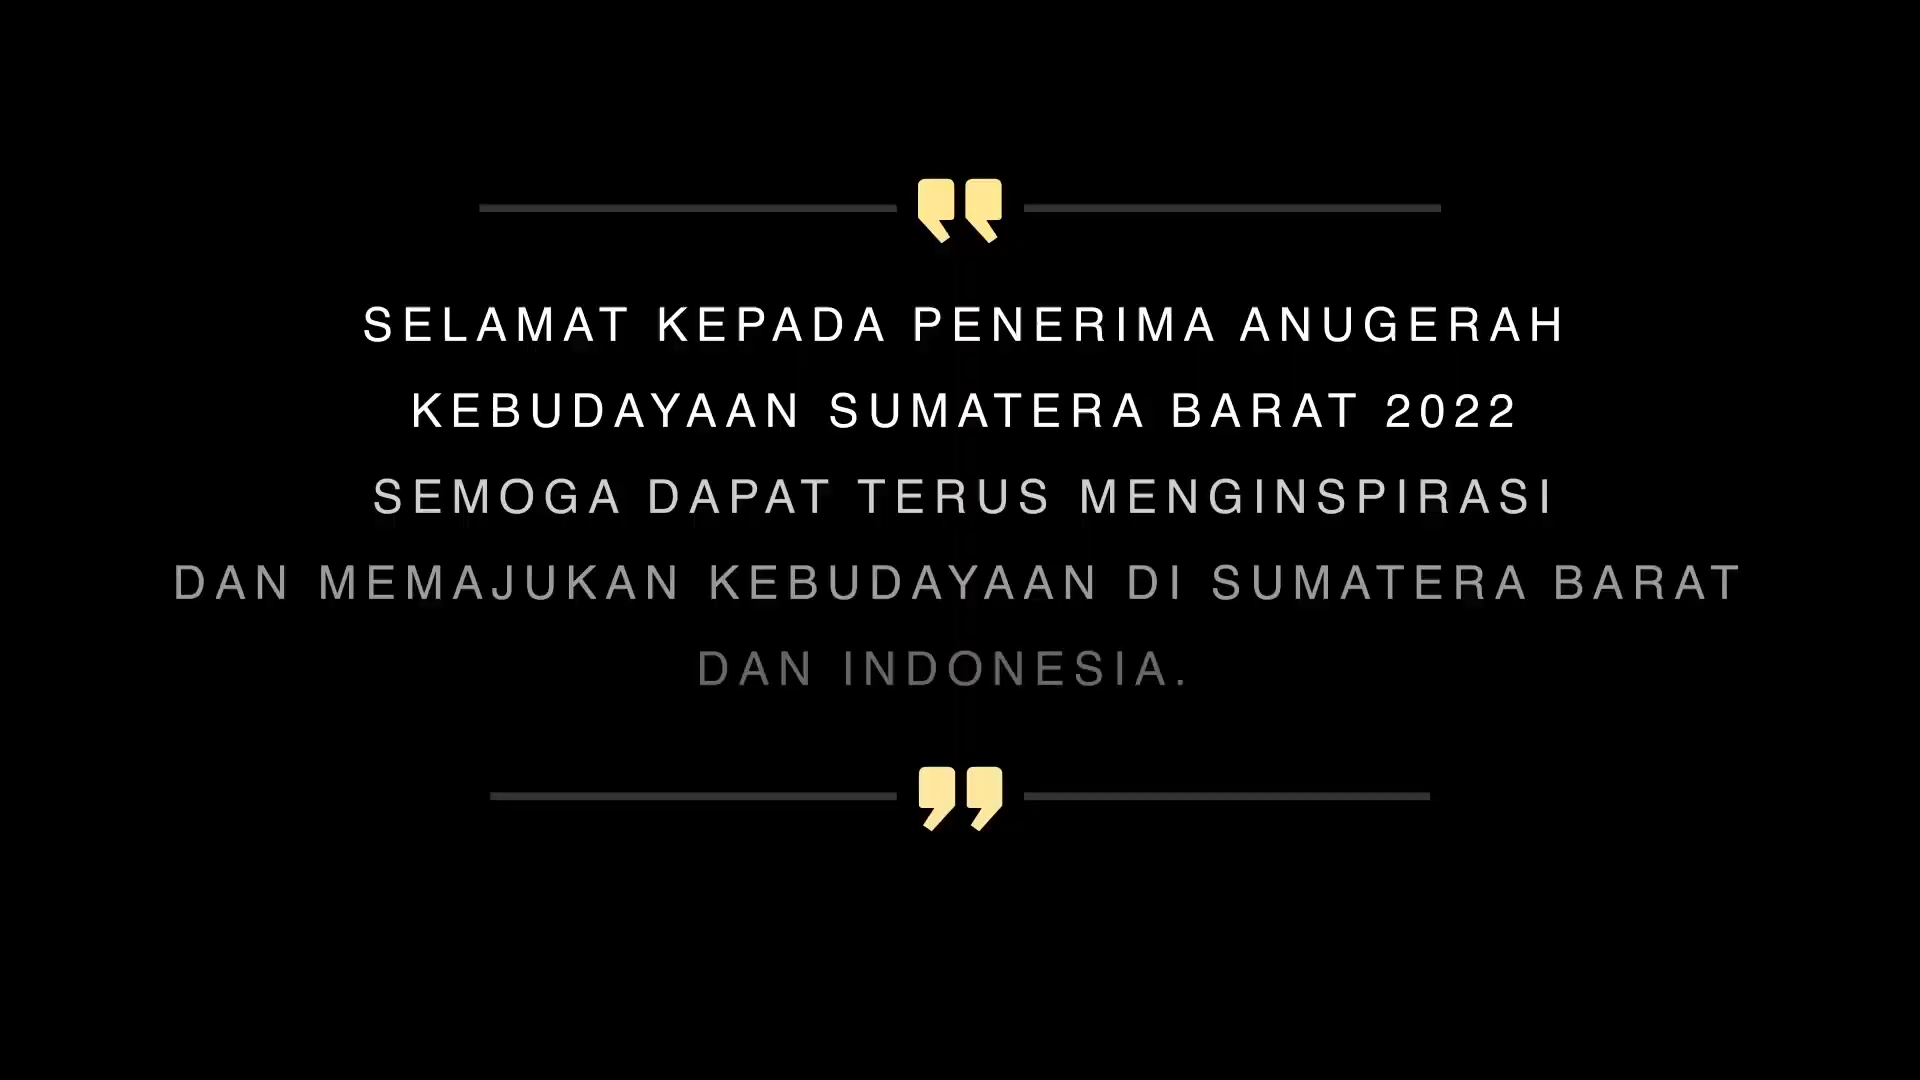 SELAMAT KEPADA PENERIMA ANUGERAH
KEBUDAYAAN SUMATERA BARAT 2022
SEMOGA DAPAT TERUS MENGINSPIRASI
DAN MEMAJUKAN KEBUDAYAAN DI SUMATERA BARAT
DAN INDONESIA.